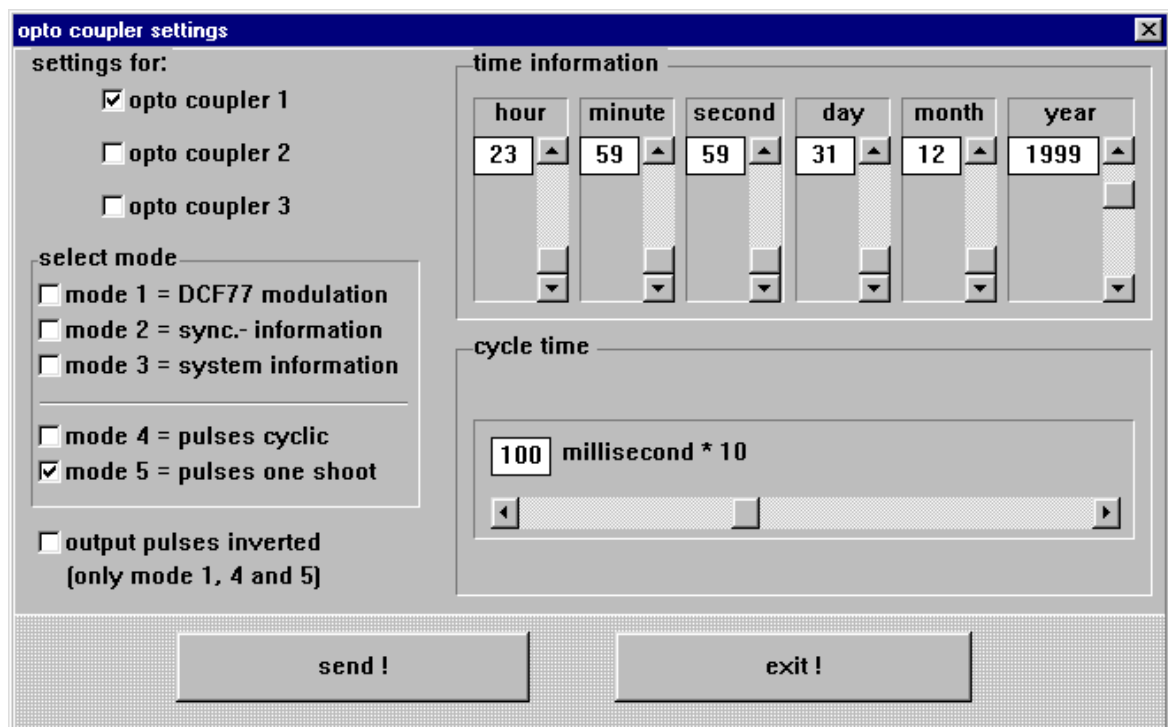 opto coupler settings
settings for:
opto coupler 1
opto coupler 2
opto coupler 3
select mode
mode 1 = DCF77 modulation
mode 2 = sync.- information
mode 3 = system information
mode 4 = pulses cyclic
mode 5 = pulses one shoot
output pulses inverted
(only mode 1, 4 and 5)
time information
hour minute second day month year
23 59 59 31 12 1999
cycle time
100 millisecond * 10
send !
exit !